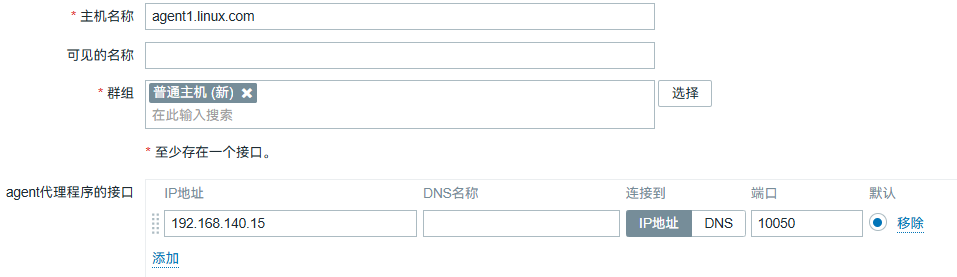 * 主机名称 agent1.linux.com
可见的名称
* 群组 普通主机 (新) ✖ 选择
在此输入搜索
* 至少存在一个接口。
agent代理程序的接口 IP地址 DNS名称 连接到 端口 默认
192.168.140.15 IP地址 DNS 10050 移除
添加